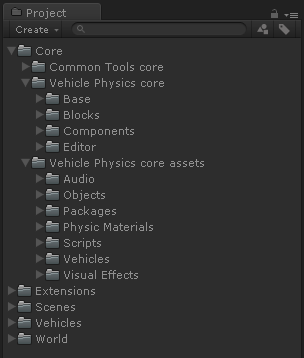 Project
Create
Core
Common Tools core
Vehicle Physics core
Base
Blocks
Components
Editor
Vehicle Physics core assets
Audio
Objects
Packages
Physic Materials
Scripts
Vehicles
Visual Effects
Extensions
Scenes
Vehicles
World